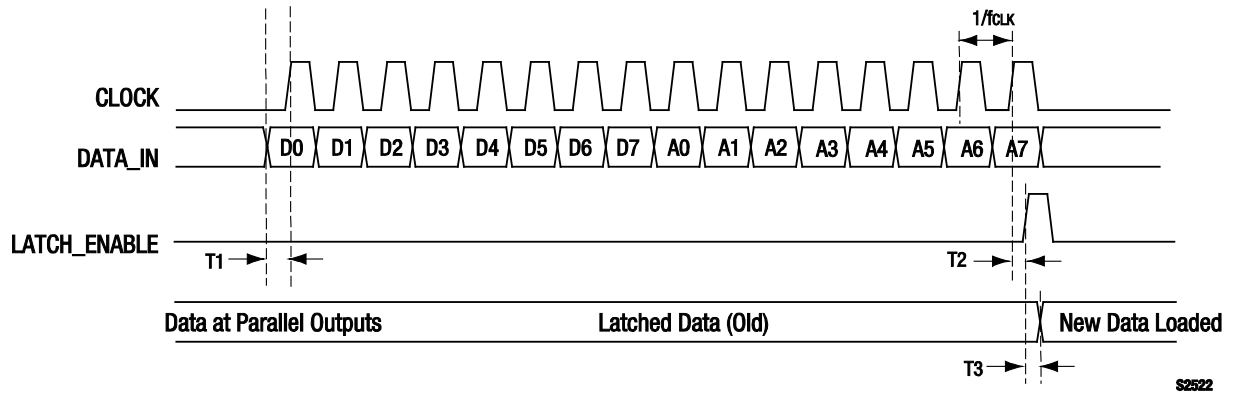 1/fCLK
CLOCK
DATA_IN D0 D1 D2 D3 D4 D5 D6 D7 A0 A1 A2 A3 A4 A5 A6 A7
LATCH_ENABLE
T1 T2
Data at Parallel Outputs Latched Data (Old) New Data Loaded
T3
S2522